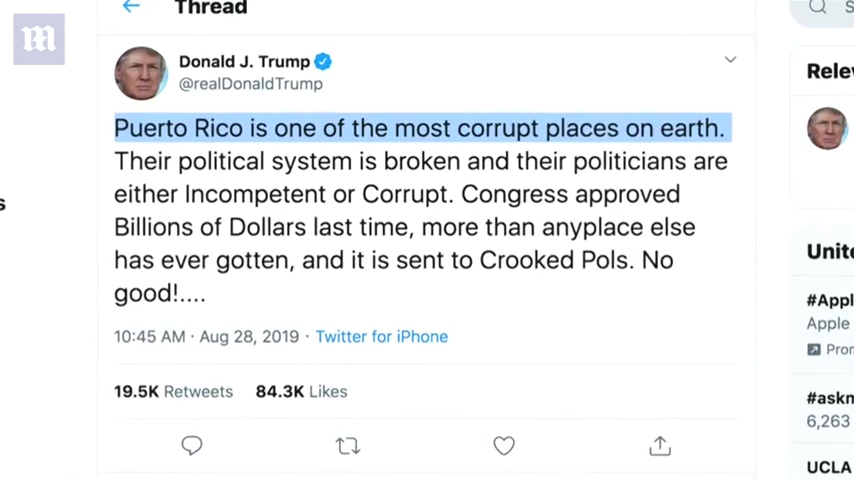 m
Thread
Donald J. Trump
@realDonaldTrump
Puerto Rico is one of the most corrupt places on earth.
Their political system is broken and their politicians are
either Incompetent or Corrupt. Congress approved
Billions of Dollars last time, more than anyplace else
has ever gotten, and it is sent to Crooked Pols. No
good!....
10:45 AM · Aug 28, 2019 · Twitter for iPhone
19.5K Retweets 84.3K Likes
s
S
Relev
Unite
#Appl
Apple
Pron
#askn
6,263
UCLA